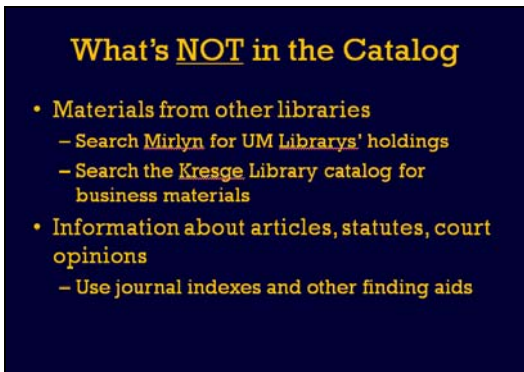 What's NOT in the Catalog
• Materials from other libraries
– Search Mirlyn for UM Librarys' holdings
– Search the Kresge Library catalog for
business materials
• Information about articles, statutes, court
opinions
– Use journal indexes and other finding aids